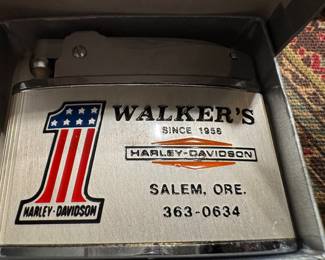 WALKER'S
SINCE 1956
HARLEY-DAVIDSON
HARLEY-DAVIDSON
SALEM, ORE.
363-0634